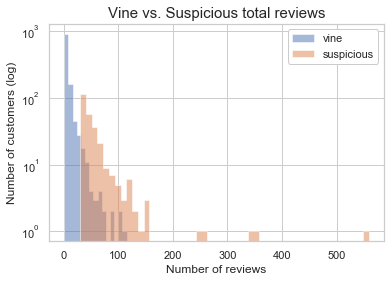 Vine vs. Suspicious total reviews
Number of customers (log)
10³
10²
10¹
10⁰
vine
suspicious
0
100
200
300
400
500
Number of reviews